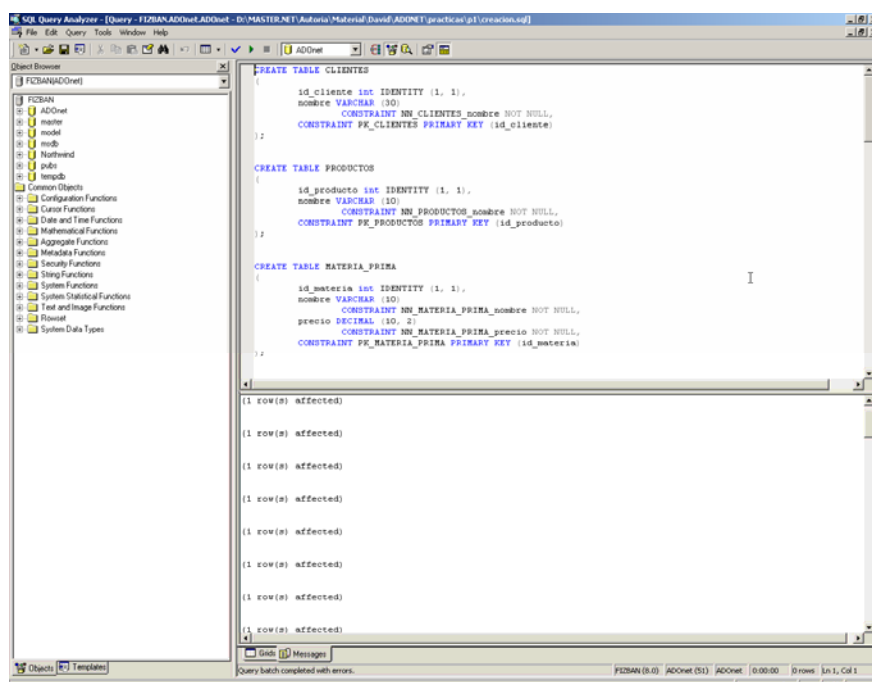 SQL Query Analyzer - [Query - FIZBAN.ADOnet.ADOnet - D:\MASTER.NET\Autoria\Material\David\ADONET\practicas\p1\creacion.sql]
File Edit Query Tools Window Help
ADOnet
Object Browser
FIZBAN(ADOnet)
FIZBAN
ADOnet
master
model
msdb
Northwind
pubs
tempdb
Common Objects
Configuration Functions
Cursor Functions
Date and Time Functions
Mathematical Functions
Aggregate Functions
Metadata Functions
Security Functions
String Functions
System Functions
System Statistical Functions
Text and Image Functions
Rowset
System Data Types
Objects Templates
CREATE TABLE CLIENTES
(
id_cliente int IDENTITY (1, 1),
nombre VARCHAR (30)
CONSTRAINT NN_CLIENTES_nombre NOT NULL,
CONSTRAINT PK_CLIENTES PRIMARY KEY (id_cliente)
);
CREATE TABLE PRODUCTOS
(
id_producto int IDENTITY (1, 1),
nombre VARCHAR (10)
CONSTRAINT NN_PRODUCTOS_nombre NOT NULL,
CONSTRAINT PK_PRODUCTOS PRIMARY KEY (id_producto)
);
CREATE TABLE MATERIA_PRIMA
(
id_materia int IDENTITY (1, 1),
nombre VARCHAR (10)
CONSTRAINT NN_MATERIA_PRIMA_nombre NOT NULL,
precio DECIMAL (10, 2)
CONSTRAINT NN_MATERIA_PRIMA_precio NOT NULL,
CONSTRAINT PK_MATERIA_PRIMA PRIMARY KEY (id_materia)
);
(1 row(s) affected)
(1 row(s) affected)
(1 row(s) affected)
(1 row(s) affected)
(1 row(s) affected)
(1 row(s) affected)
(1 row(s) affected)
(1 row(s) affected)
Grids Messages
Query batch completed with errors. FIZBAN (8.0) ADOnet (51) ADOnet 0:00:00 0 rows Ln 1, Col 1